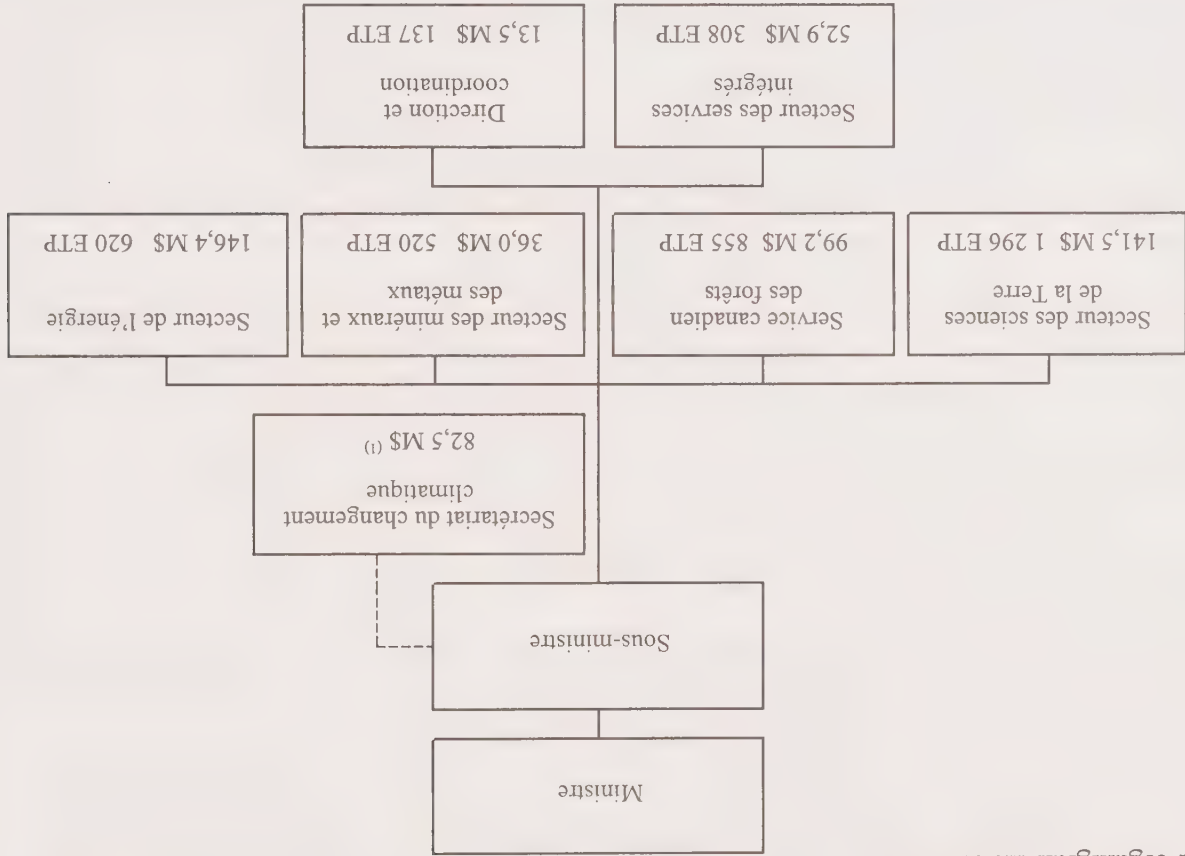 Ministre
Sous-ministre
Secrétariat du changement
climatique
82,5 M$ (1)
Secteur des sciences
de la Terre
141,5 M$ 1 296 ETP
Service canadien
des forêts
99,2 M$ 855 ETP
Secteur des minéraux et
des métaux
36,0 M$ 520 ETP
Secteur de l'énergie
146,4 M$ 620 ETP
Secteur des services
intégrés
52,9 M$ 308 ETP
Direction et
coordination
13,5 M$ 137 ETP